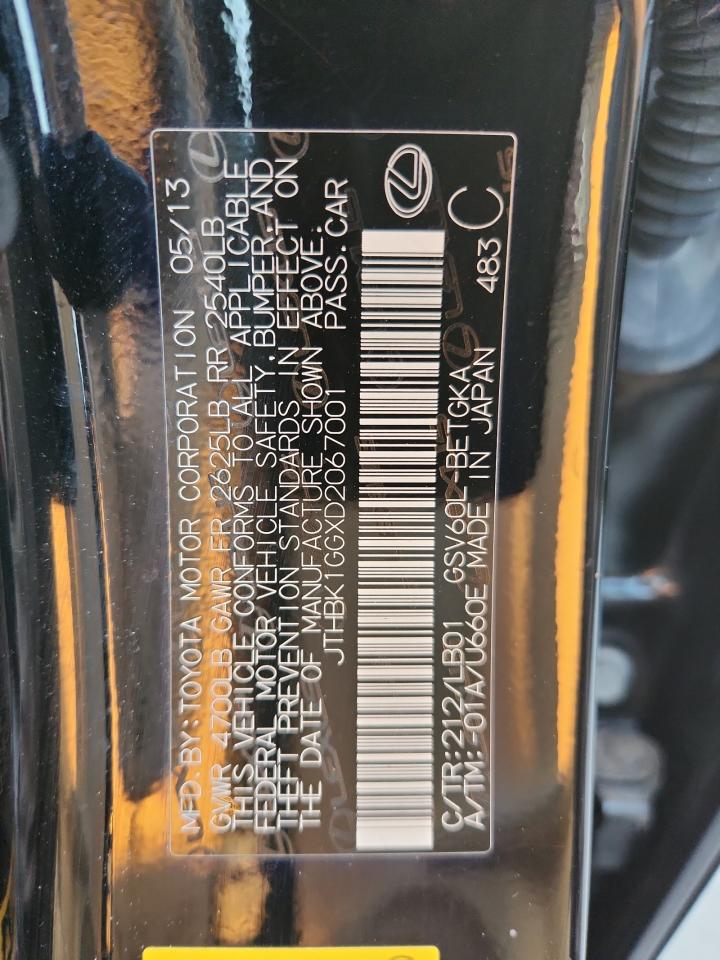 MFD.BY:TOYOTA MOTOR CORPORATION 05/13
GVWR 4700LB GAWR FR 2625LB RR 2540LB
THIS VEHICLE CONFORMS TO ALL APPLICABLE
FEDERAL MOTOR VEHICLE SAFETY,BUMPER,AND
THEFT PREVENTION STANDARDS IN EFFECT ON
THE DATE OF MANUFACTURE SHOWN ABOVE.
JTHBK1GGXD2067001 PASS.CAR
C/TR:212/LB01 GSV60L-BETGKA 483 C
A/TM:-01A/U660E MADE IN JAPAN